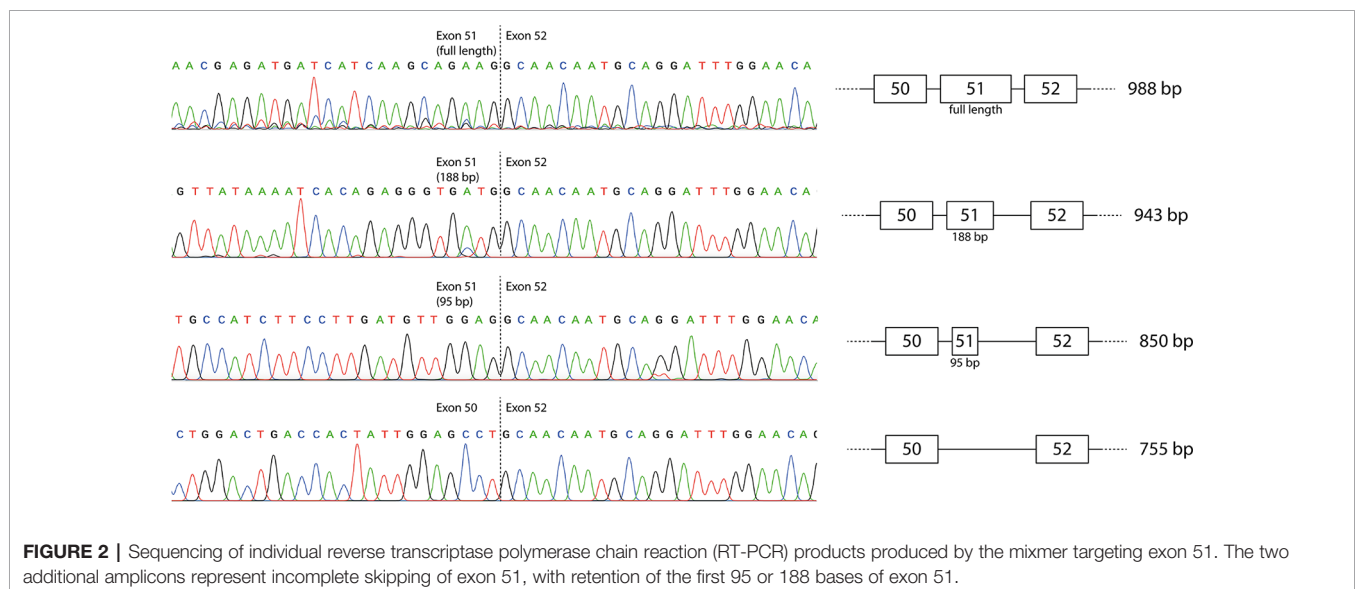 Exon 51 Exon 52
(full length)
A A C G A G A T G A T C A T C A A G C A G A A G G C A A C A A T G C A G G A T T T G G A A C A
50 51 52 988 bp
full length
Exon 51 Exon 52
(188 bp)
G T T A T A A A A T C A C A G A G G G T G A T G G C A A C A A T G C A G G A T T T G G A A C A
50 51 52 943 bp
188 bp
Exon 51 Exon 52
(95 bp)
T G C C A T C T T C C T T G A T G T T G G A G G C A A C A A T G C A G G A T T T G G A A C A
50 51 52 850 bp
95 bp
Exon 50 Exon 52
C T G G A C T G A C C A C T A T T G G A G C C T G C A A C A A T G C A G G A T T T G G A A C A G
50 52 755 bp
FIGURE 2 | Sequencing of individual reverse transcriptase polymerase chain reaction (RT-PCR) products produced by the mixmer targeting exon 51. The two
additional amplicons represent incomplete skipping of exon 51, with retention of the first 95 or 188 bases of exon 51.